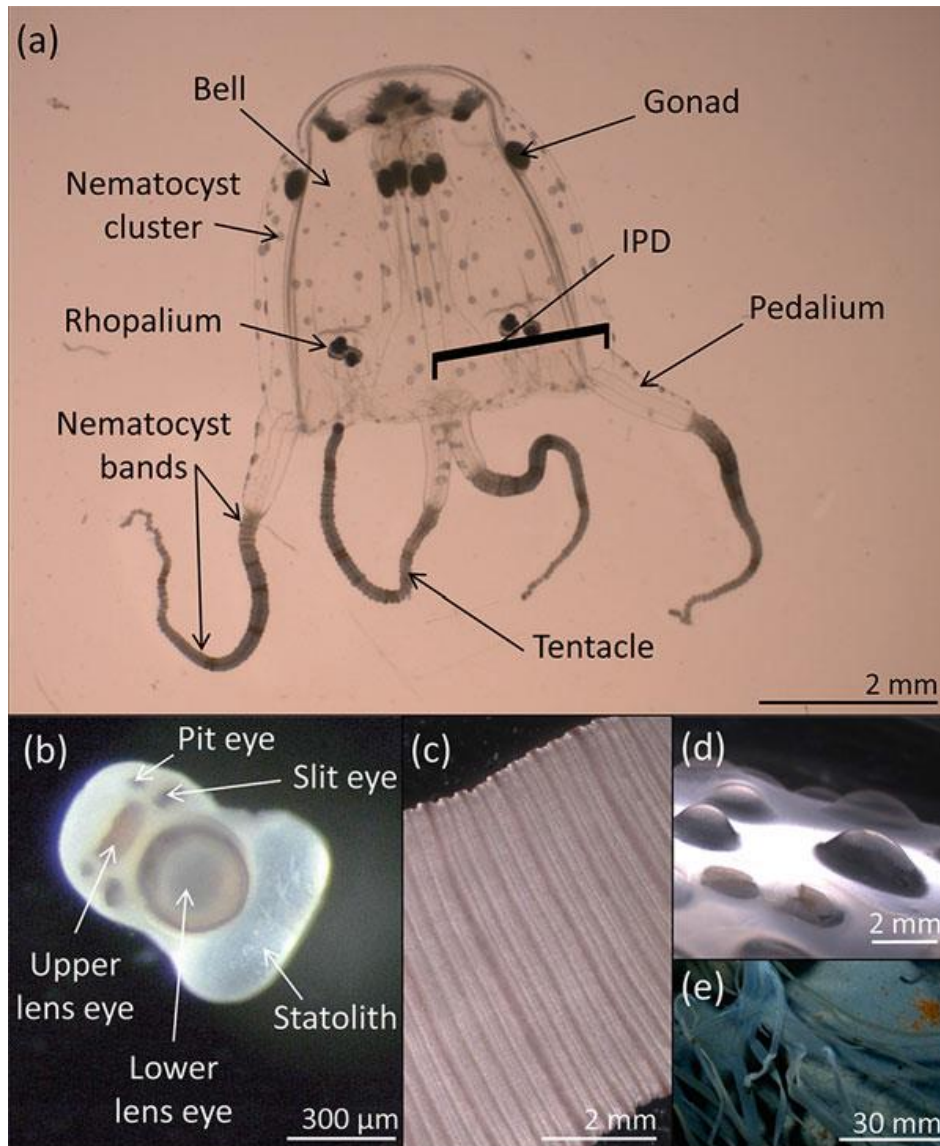 (a)
Bell
Gonad
Nematocyst
cluster
IPD
Pedalium
Rhopalium
Nematocyst
bands
Tentacle
2 mm
(b)
Pit eye
Slit eye
Upper
lens eye
Statolith
Lower
lens eye
300 µm
(c)
2 mm
(d)
2 mm
(e)
30 mm